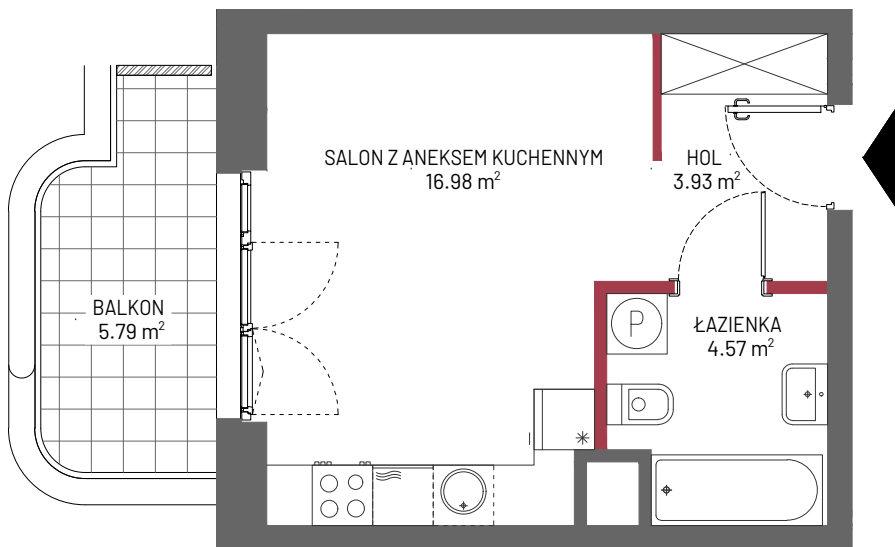 SALON Z ANEKSEM KUCHENNYM
16.98 m²
HOL
3.93 m²
BALKON
5.79 m²
P
ŁAZIENKA
4.57 m²